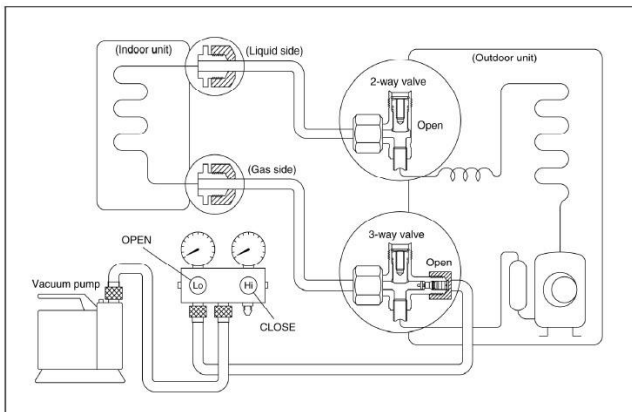 (Indoor unit)
(Liquid side)
2-way valve
(Outdoor unit)
Open
(Gas side)
3-way valve
Open
OPEN
Lo
Hi
CLOSE
Vacuum pump